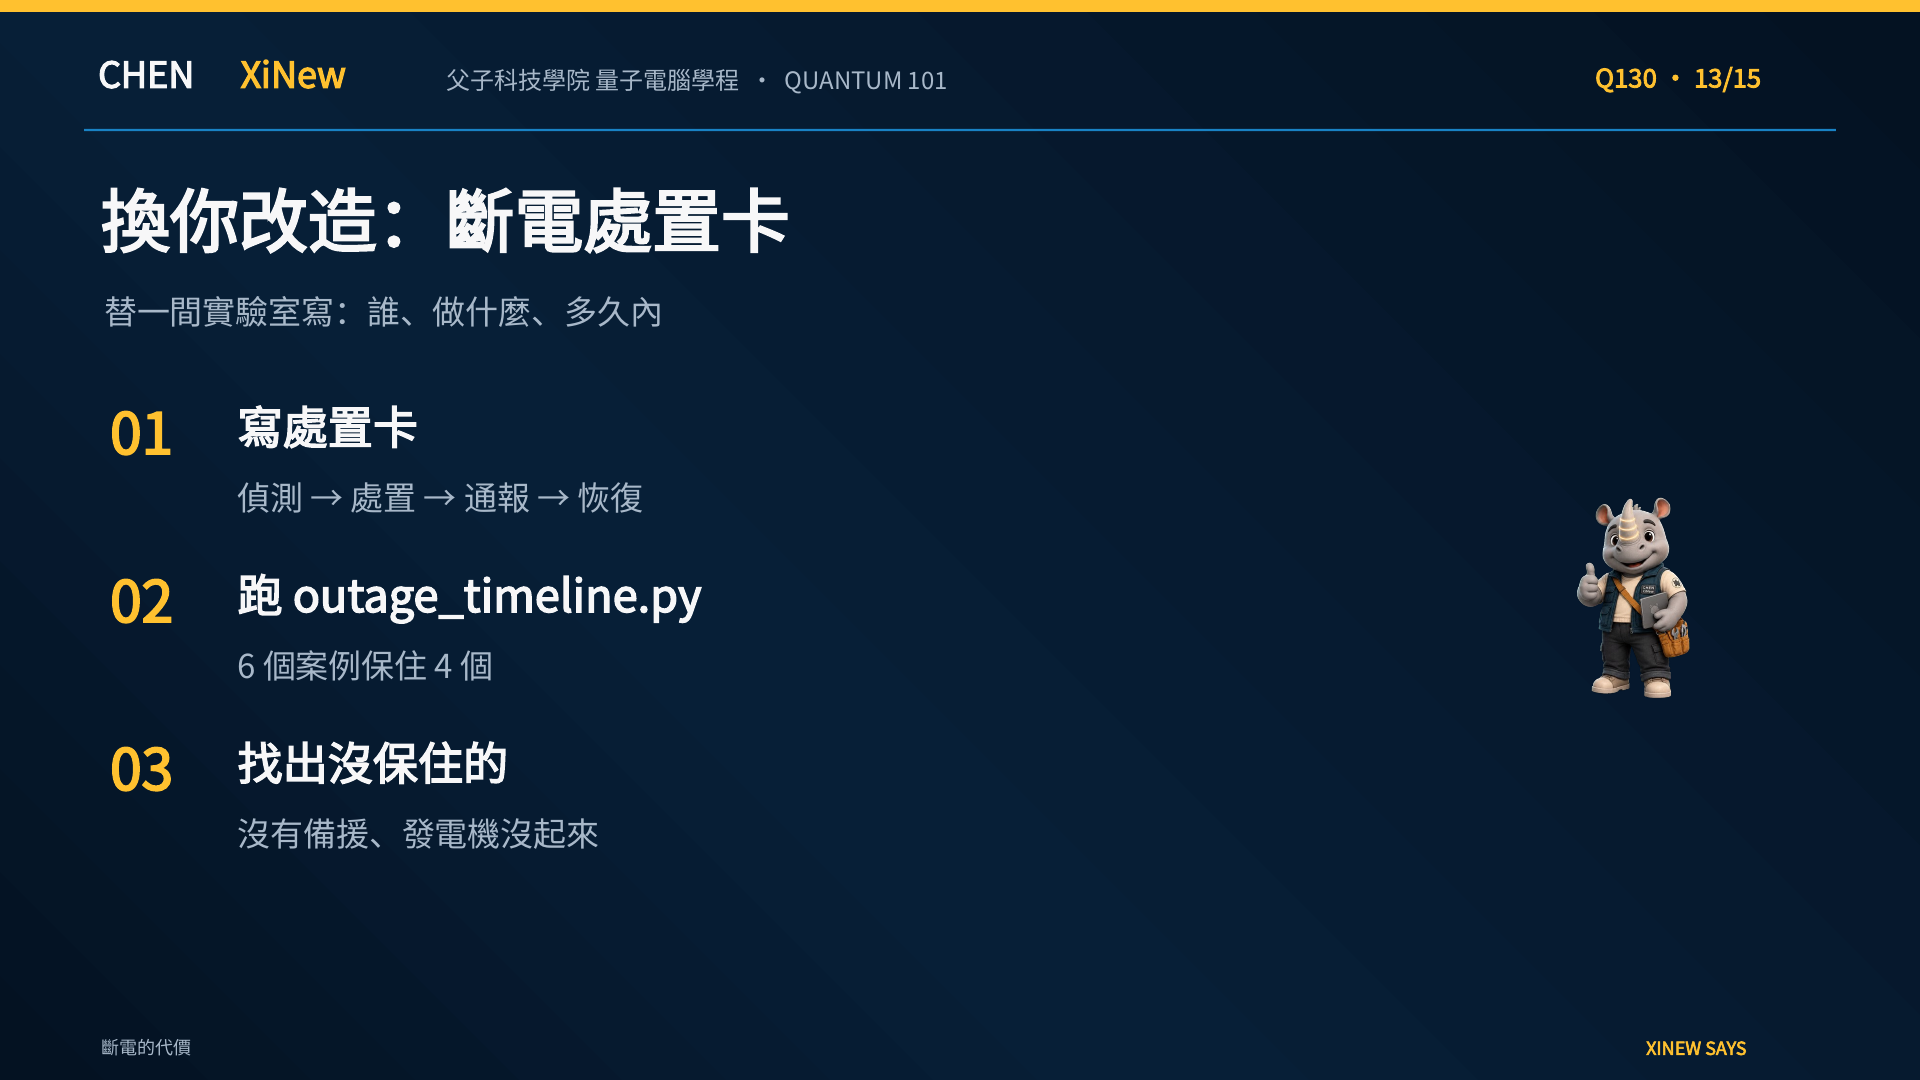 CHEN XiNew 父子科技學院 量子電腦學程 • QUANTUM 101 Q130 • 13/15
換你改造：斷電處置卡
替一間實驗室寫：誰、做什麼、多久內
01 寫處置卡
偵測 → 處置 → 通報 → 恢復
02 跑 outage_timeline.py
6 個案例保住 4 個
03 找出沒保住的
沒有備援、發電機沒起來
斷電的代價 XINEW SAYS